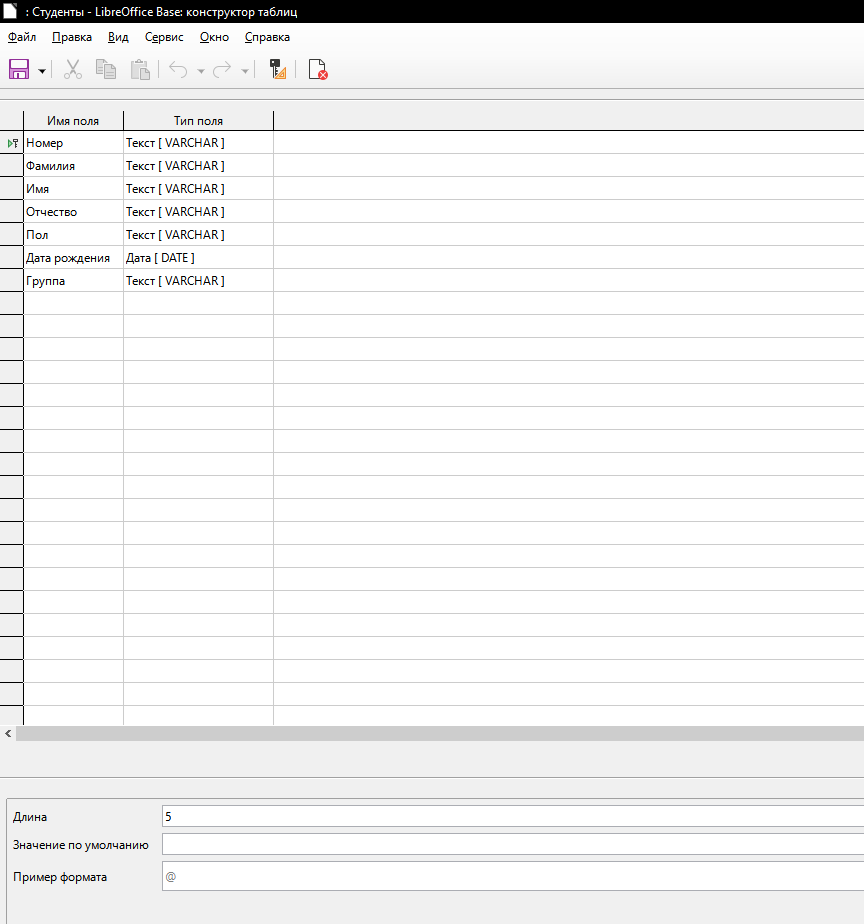 : Студенты - LibreOffice Base: конструктор таблиц
Файл Правка Вид Сервис Окно Справка
Имя поля Тип поля
Номер Текст [ VARCHAR ]
Фамилия Текст [ VARCHAR ]
Имя Текст [ VARCHAR ]
Отчество Текст [ VARCHAR ]
Пол Текст [ VARCHAR ]
Дата рождения Дата [ DATE ]
Группа Текст [ VARCHAR ]
Длина 5
Значение по умолчанию
Пример формата @